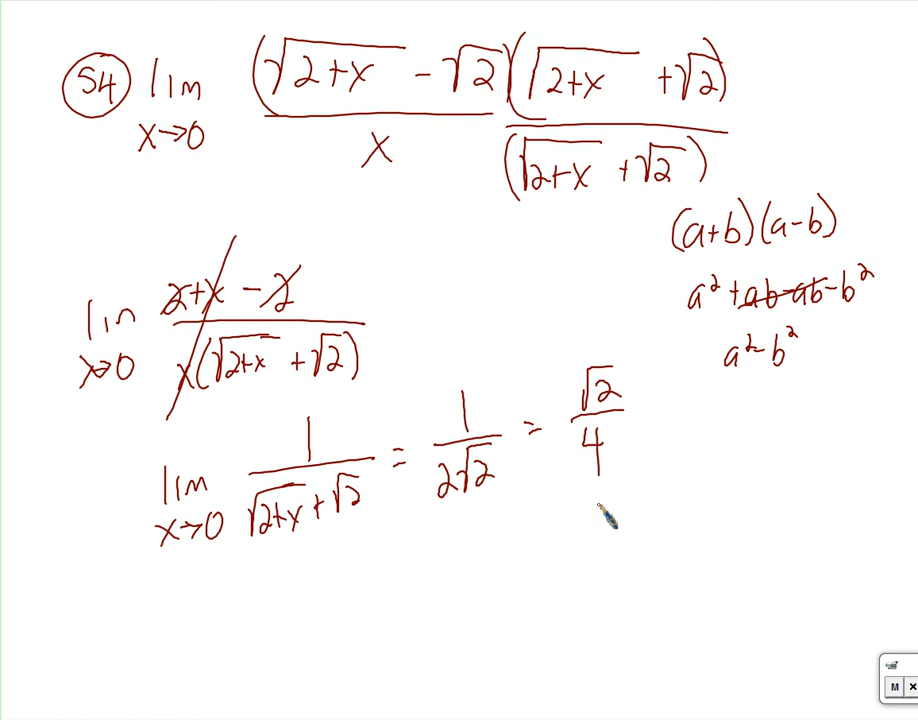 54 lim x→0 (√(2+x) - √2)/x (√(2+x) + √2)/(√(2+x) + √2)
(a+b)(a-b)
a² + ab - ab - b²
a² - b²
lim x→0 (2+x - 2)/(x(√(2+x) + √2))
lim x→0 1/(√(2+x) + √2) = 1/(2√2) = √2/4
M ×